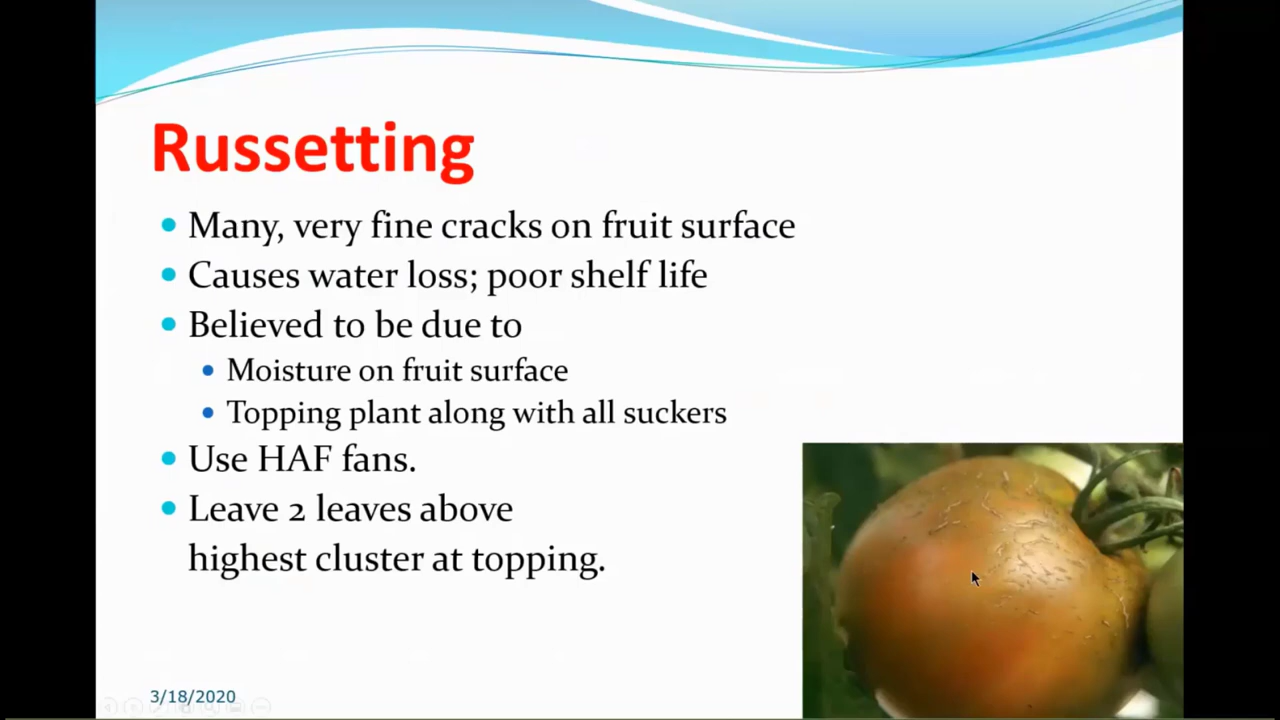 Russetting
Many, very fine cracks on fruit surface
Causes water loss; poor shelf life
Believed to be due to
Moisture on fruit surface
Topping plant along with all suckers
Use HAF fans.
Leave 2 leaves above
highest cluster at topping.
3/18/2020